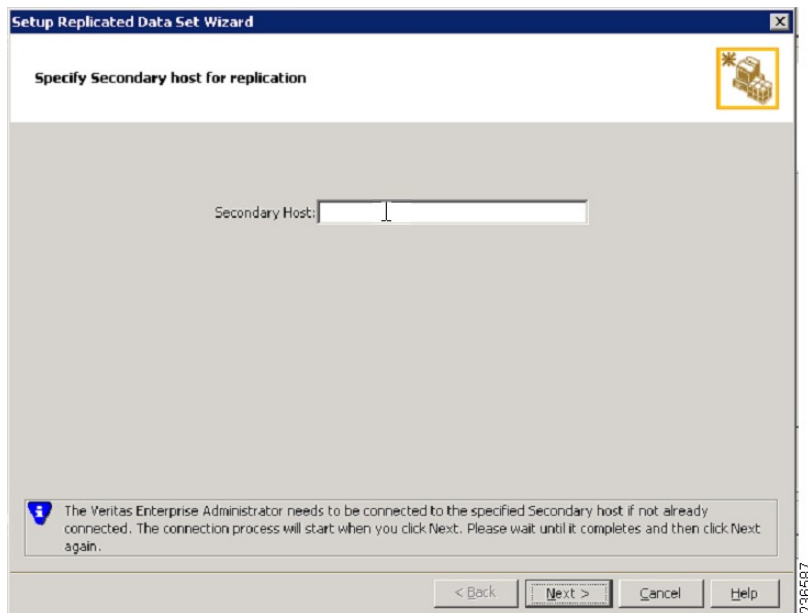 Setup Replicated Data Set Wizard
Specify Secondary host for replication
Secondary Host:
The Veritas Enterprise Administrator needs to be connected to the specified Secondary host if not already
connected. The connection process will start when you click Next. Please wait until it completes and then click Next
again.
< Back Next > Cancel Help